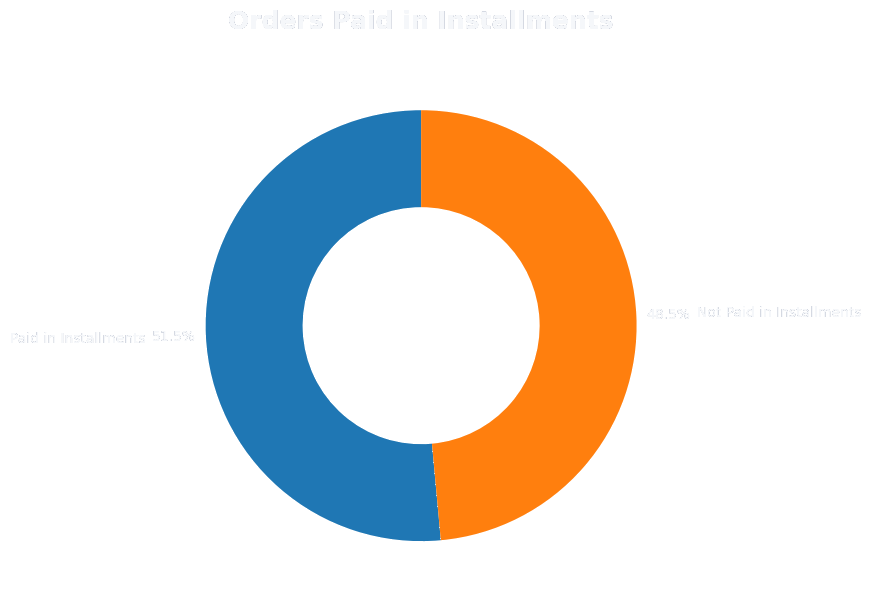 Orders Paid in Installments
48.5% Not Paid in Installments
Paid in Installments 51.5%